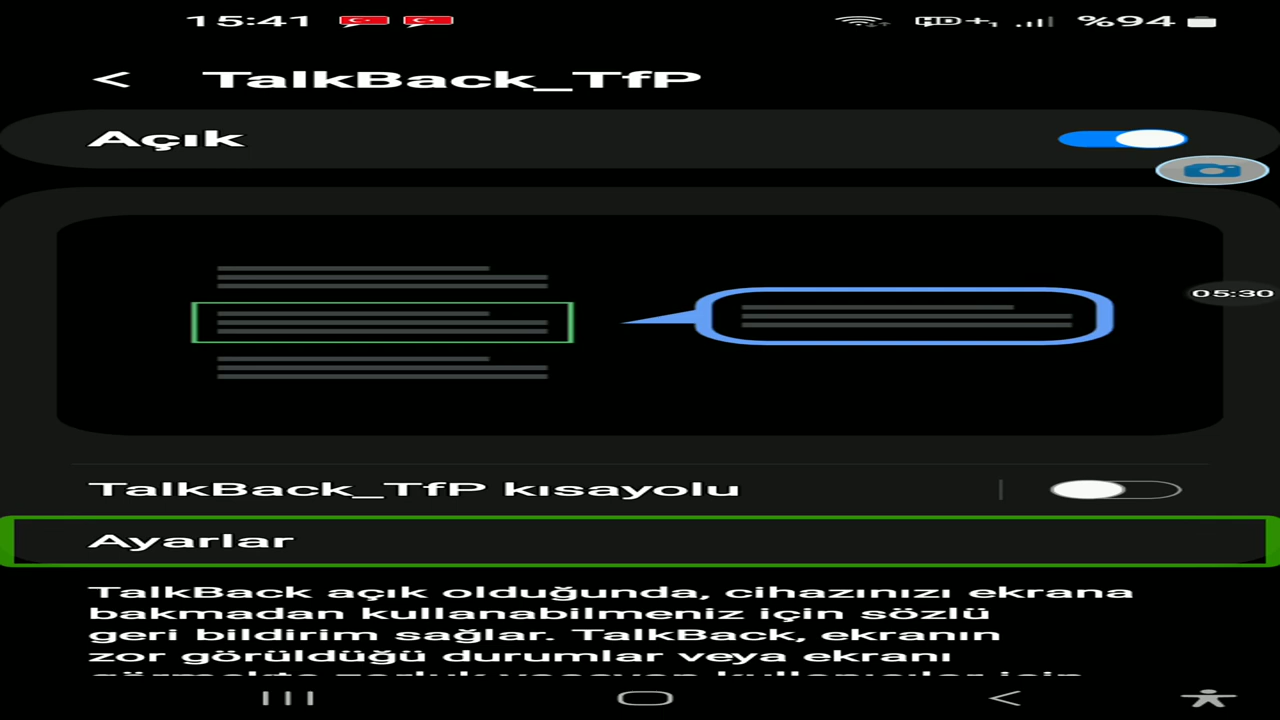 15:41
HD+ %94
TalkBack_TfP
Açık
05:30
TalkBack_TfP kısayolu
Ayarlar
TalkBack açık olduğunda, cihazınızı ekrana
bakmadan kullanabilmeniz için sözlü
geri bildirim sağlar. TalkBack, ekranın
zor görüldüğü durumlar veya ekranı